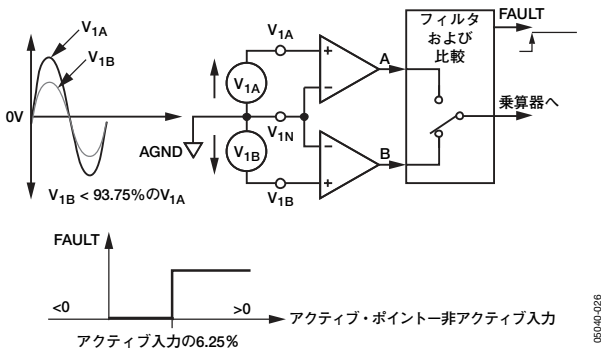 V1A
V1B
0V
V1B < 93.75%のV1A
V1A
V1A
AGND
V1N
V1B
V1B
+
−
A
−
+
B
フィルタ
および
比較
FAULT
乗算器へ
FAULT
<0
>0
アクティブ・ポイントー非アクティブ入力
アクティブ入力の6.25%
05040-026